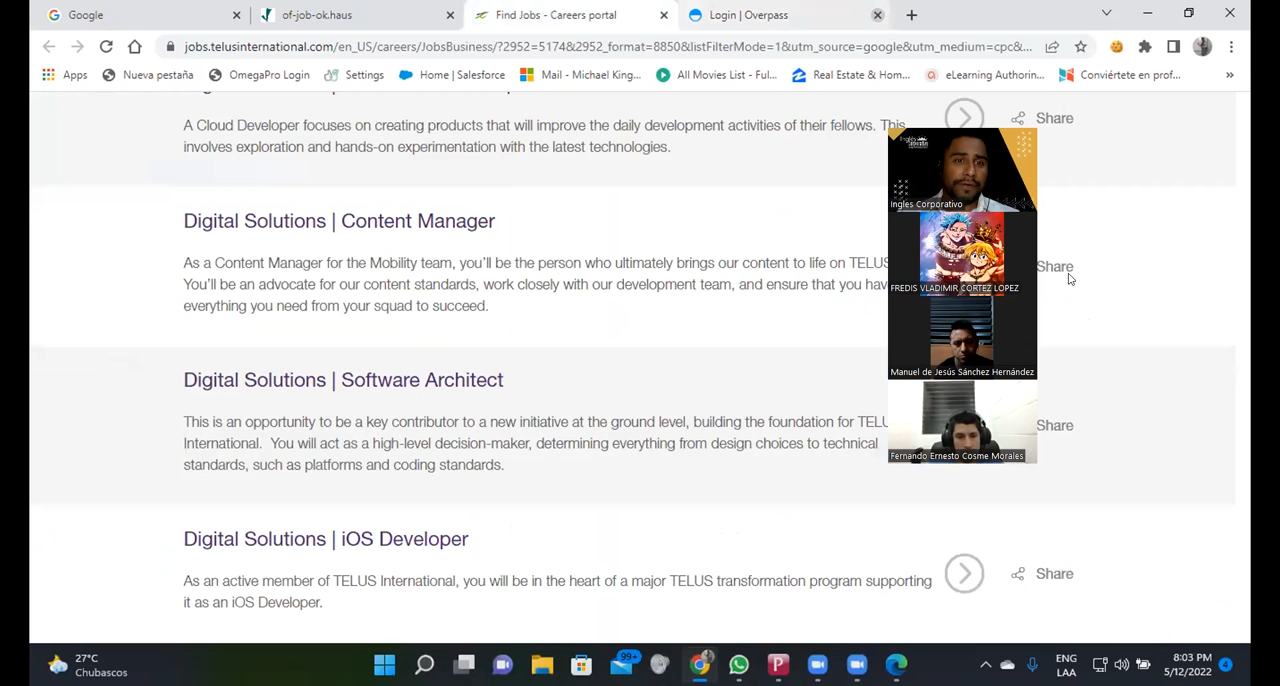 Google
of-job-ok.haus
Find Jobs - Careers portal
Login | Overpass
jobs.telusinternational.com/en_US/careers/JobsBusiness/?2952=5174&2952_format=8850&listFilterMode=1&utm_source=google&utm_medium=cpc&...
Apps
Nueva pestaña
OmegaPro Login
Settings
Home | Salesforce
Mail - Michael King...
All Movies List - Ful...
Real Estate & Hom...
eLearning Authorin...
Conviértete en prof...
»
A Cloud Developer focuses on creating products that will improve the daily development activities of their fellows. This
involves exploration and hands-on experimentation with the latest technologies.
Share
Digital Solutions | Content Manager
As a Content Manager for the Mobility team, you'll be the person who ultimately brings our content to life on TELUS
You'll be an advocate for our content standards, work closely with our development team, and ensure that you have
everything you need from your squad to succeed.
Share
Digital Solutions | Software Architect
This is an opportunity to be a key contributor to a new initiative at the ground level, building the foundation for TELU
International. You will act as a high-level decision-maker, determining everything from design choices to technical
standards, such as platforms and coding standards.
Share
Digital Solutions | iOS Developer
As an active member of TELUS International, you will be in the heart of a major TELUS transformation program supporting
it as an iOS Developer.
Share
Inglés
Corporativo
Ingles Corporativo
FREDIS VLADIMIR CORTEZ LOPEZ
Manuel de Jesús Sánchez Hernández
Fernando Ernesto Cosme Morales
27°C
Chubascos
99+
ENG
LAA
8:03 PM
5/12/2022
4